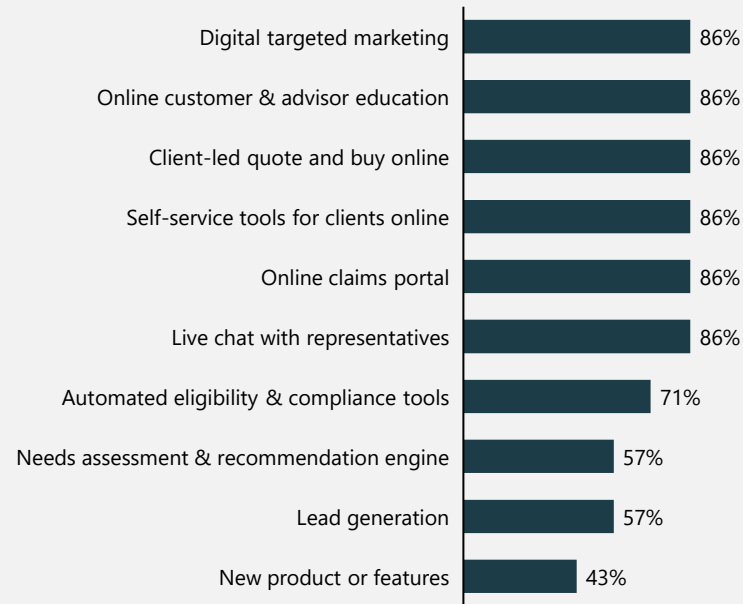 Digital targeted marketing 86%
Online customer & advisor education 86%
Client-led quote and buy online 86%
Self-service tools for clients online 86%
Online claims portal 86%
Live chat with representatives 86%
Automated eligibility & compliance tools 71%
Needs assessment & recommendation engine 57%
Lead generation 57%
New product or features 43%